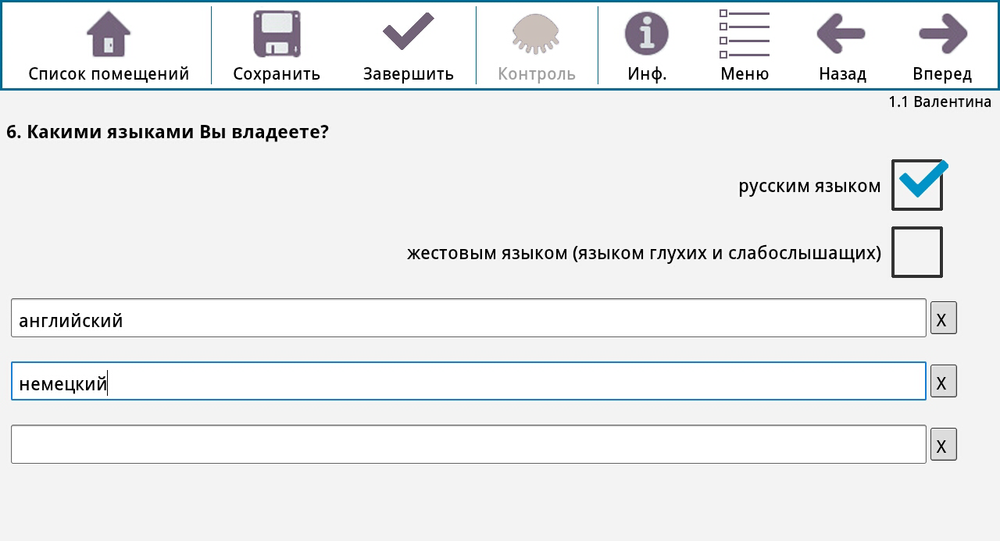 Список помещений Сохранить Завершить Контроль Инф. Меню Назад Вперед
1.1 Валентина
6. Какими языками Вы владеете?
русским языком
жестовым языком (языком глухих и слабослышащих)
английский X
немецкий X
X